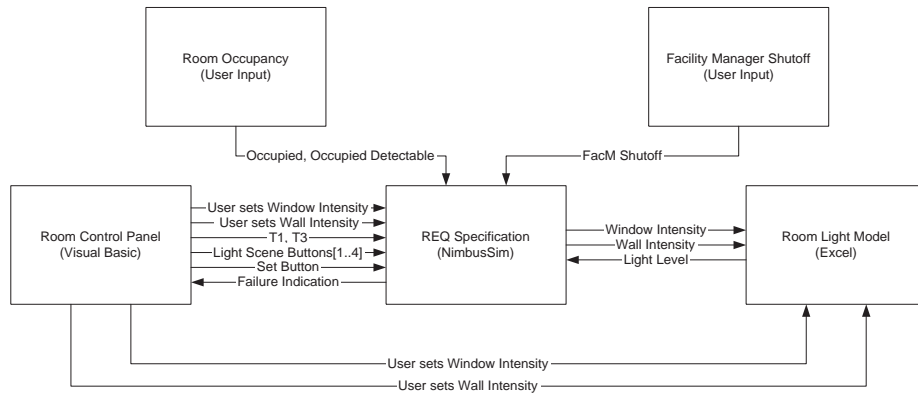 Room Occupancy
(User Input)
Facility Manager Shutoff
(User Input)
Occupied, Occupied Detectable
FacM Shutoff
Room Control Panel
(Visual Basic)
User sets Window Intensity
User sets Wall Intensity
T1, T3
Light Scene Buttons[1..4]
Set Button
Failure Indication
REQ Specification
(NimbusSim)
Window Intensity
Wall Intensity
Light Level
Room Light Model
(Excel)
User sets Window Intensity
User sets Wall Intensity